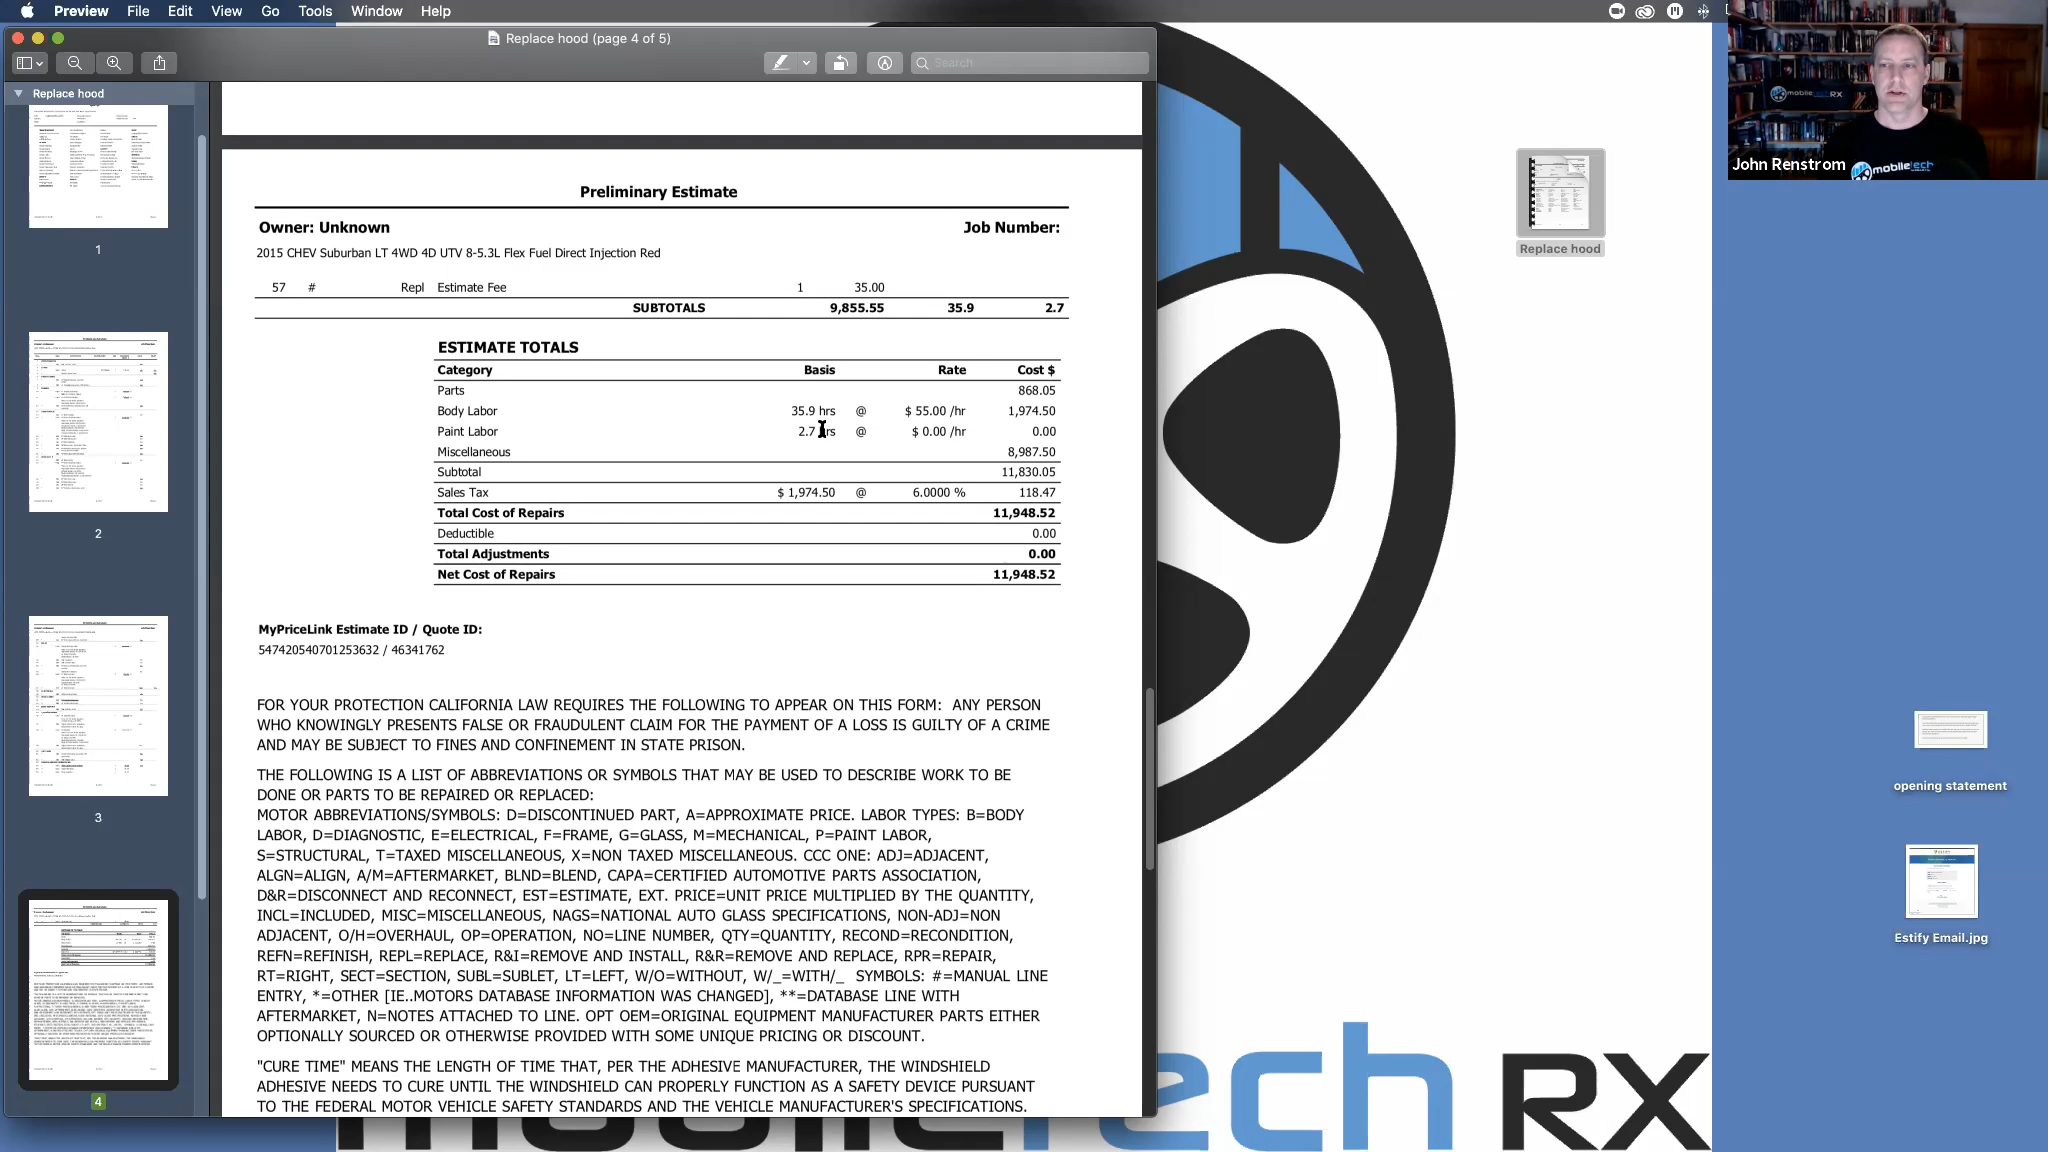 Preview File Edit View Go Tools Window Help
Replace hood (page 4 of 5)
Search
Replace hood
1
2
3
4
Preliminary Estimate
Owner: Unknown Job Number:
2015 CHEV Suburban LT 4WD 4D UTV 8-5.3L Flex Fuel Direct Injection Red
57 # Repl Estimate Fee 1 35.00
SUBTOTALS 9,855.55 35.9 2.7
ESTIMATE TOTALS
Category Basis Rate Cost $
Parts 868.05
Body Labor 35.9 hrs @ $ 55.00 /hr 1,974.50
Paint Labor 2.7 hrs @ $ 0.00 /hr 0.00
Miscellaneous 8,987.50
Subtotal 11,830.05
Sales Tax $ 1,974.50 @ 6.0000 % 118.47
Total Cost of Repairs 11,948.52
Deductible 0.00
Total Adjustments 0.00
Net Cost of Repairs 11,948.52
MyPriceLink Estimate ID / Quote ID:
547420540701253632 / 46341762
FOR YOUR PROTECTION CALIFORNIA LAW REQUIRES THE FOLLOWING TO APPEAR ON THIS FORM: ANY PERSON
WHO KNOWINGLY PRESENTS FALSE OR FRAUDULENT CLAIM FOR THE PAYMENT OF A LOSS IS GUILTY OF A CRIME
AND MAY BE SUBJECT TO FINES AND CONFINEMENT IN STATE PRISON.
THE FOLLOWING IS A LIST OF ABBREVIATIONS OR SYMBOLS THAT MAY BE USED TO DESCRIBE WORK TO BE
DONE OR PARTS TO BE REPAIRED OR REPLACED:
MOTOR ABBREVIATIONS/SYMBOLS: D=DISCONTINUED PART, A=APPROXIMATE PRICE. LABOR TYPES: B=BODY
LABOR, D=DIAGNOSTIC, E=ELECTRICAL, F=FRAME, G=GLASS, M=MECHANICAL, P=PAINT LABOR,
S=STRUCTURAL, T=TAXED MISCELLANEOUS, X=NON TAXED MISCELLANEOUS. CCC ONE: ADJ=ADJACENT,
ALGN=ALIGN, A/M=AFTERMARKET, BLND=BLEND, CAPA=CERTIFIED AUTOMOTIVE PARTS ASSOCIATION,
D&R=DISCONNECT AND RECONNECT, EST=ESTIMATE, EXT. PRICE=UNIT PRICE MULTIPLIED BY THE QUANTITY,
INCL=INCLUDED, MISC=MISCELLANEOUS, NAGS=NATIONAL AUTO GLASS SPECIFICATIONS, NON-ADJ=NON
ADJACENT, O/H=OVERHAUL, OP=OPERATION, NO=LINE NUMBER, QTY=QUANTITY, RECOND=RECONDITION,
REFN=REFINISH, REPL=REPLACE, R&I=REMOVE AND INSTALL, R&R=REMOVE AND REPLACE, RPR=REPAIR,
RT=RIGHT, SECT=SECTION, SUBL=SUBLET, LT=LEFT, W/O=WITHOUT, W/_=WITH/_ SYMBOLS: #=MANUAL LINE
ENTRY, *=OTHER [IE..MOTORS DATABASE INFORMATION WAS CHANGED], **=DATABASE LINE WITH
AFTERMARKET, N=NOTES ATTACHED TO LINE. OPT OEM=ORIGINAL EQUIPMENT MANUFACTURER PARTS EITHER
OPTIONALLY SOURCED OR OTHERWISE PROVIDED WITH SOME UNIQUE PRICING OR DISCOUNT.
"CURE TIME" MEANS THE LENGTH OF TIME THAT, PER THE ADHESIVE MANUFACTURER, THE WINDSHIELD
ADHESIVE NEEDS TO CURE UNTIL THE WINDSHIELD CAN PROPERLY FUNCTION AS A SAFETY DEVICE PURSUANT
TO THE FEDERAL MOTOR VEHICLE SAFETY STANDARDS AND THE VEHICLE MANUFACTURER'S SPECIFICATIONS.
mobiletech RX
Replace hood
opening statement
Estify Email.jpg
mobiletechRX
John Renstrom
mobiletech